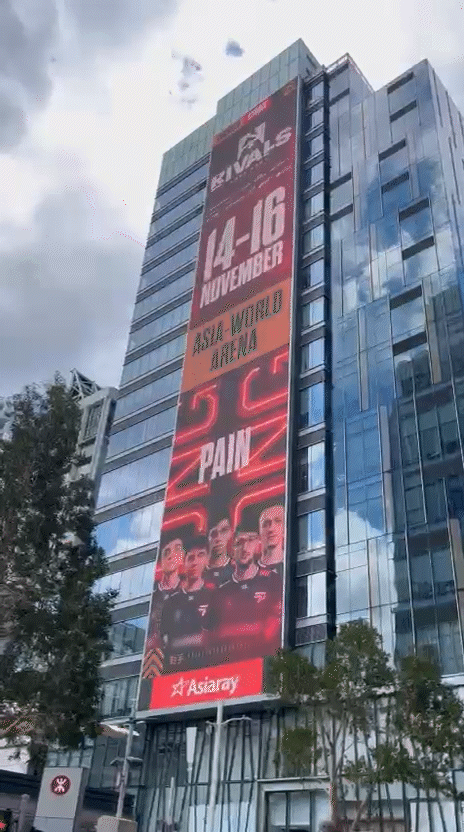 RIVALS
14-16
NOVEMBER
ASIA-WORLD
ARENA
PAIN
Asiaray